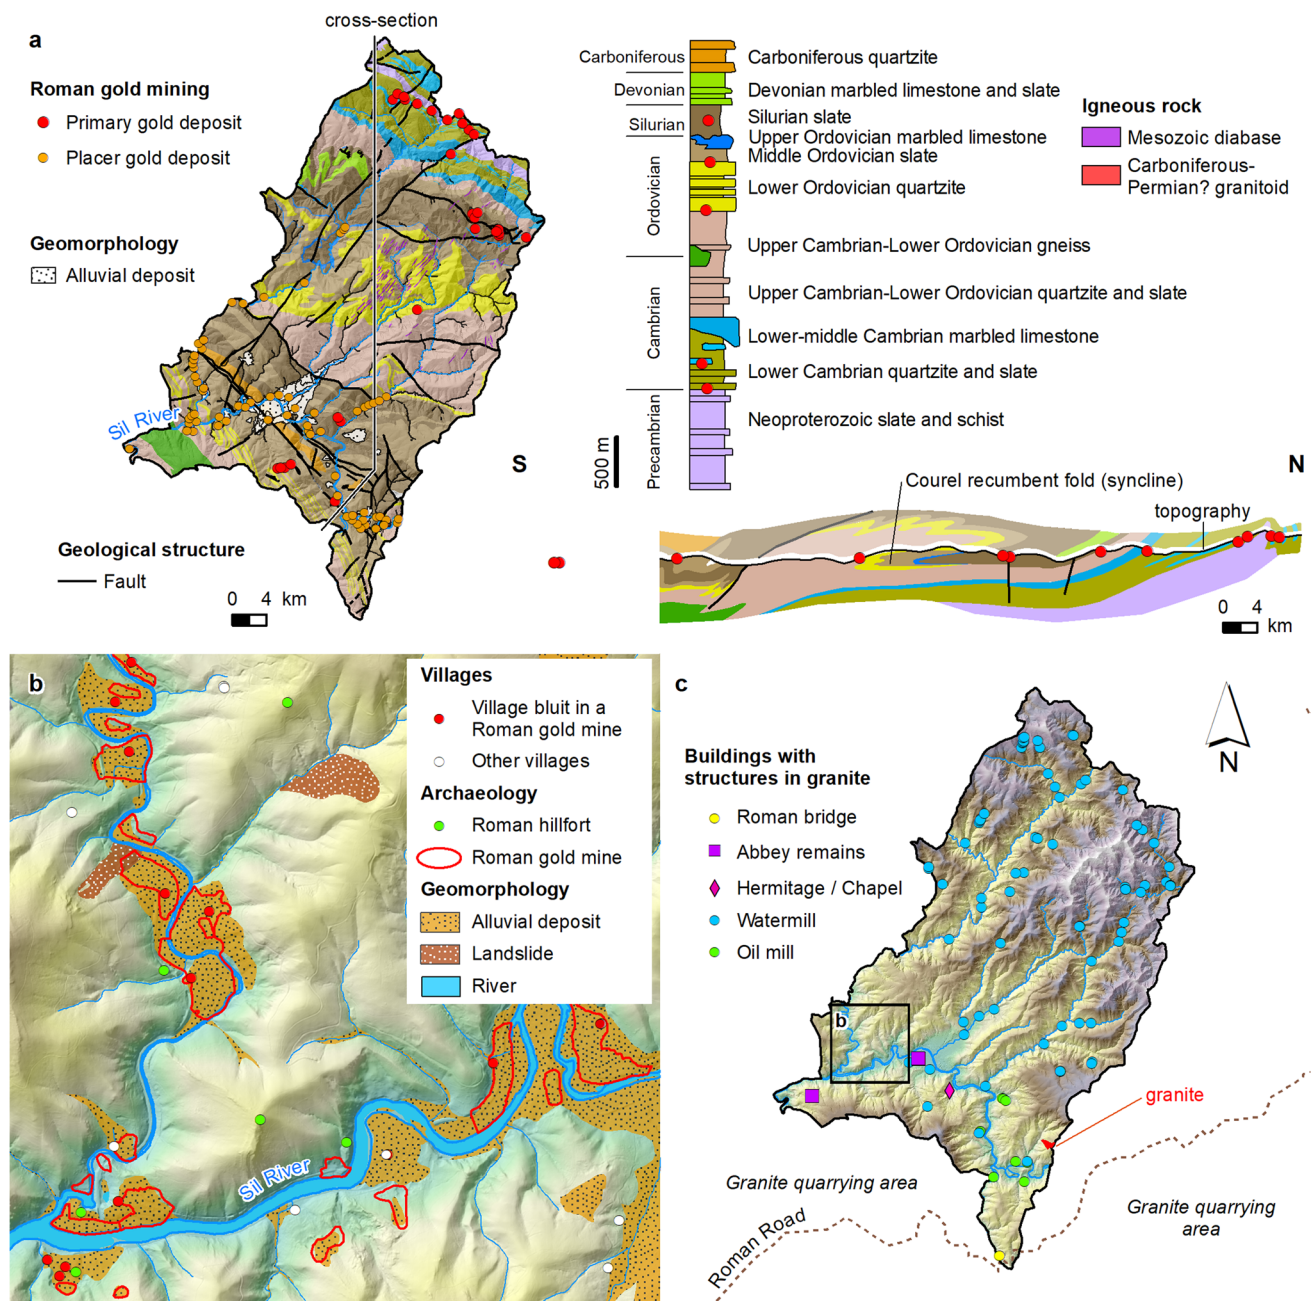 a
cross-section
Roman gold mining
Primary gold deposit
Placer gold deposit
Geomorphology
Alluvial deposit
Sil River
Geological structure
Fault
0 4 km
Carboniferous
Devonian
Silurian
Ordovician
Cambrian
Precambrian
500 m
Carboniferous quartzite
Devonian marbled limestone and slate
Silurian slate
Upper Ordovician marbled limestone
Middle Ordovician slate
Lower Ordovician quartzite
Upper Cambrian-Lower Ordovician gneiss
Upper Cambrian-Lower Ordovician quartzite and slate
Lower-middle Cambrian marbled limestone
Lower Cambrian quartzite and slate
Neoproterozoic slate and schist
Igneous rock
Mesozoic diabase
Carboniferous-
Permian? granitoid
S
N
Courel recumbent fold (syncline)
topography
0 4
km
b
Villages
Village bluit in a
Roman gold mine
Other villages
Archaeology
Roman hillfort
Roman gold mine
Geomorphology
Alluvial deposit
Landslide
River
Sil River
c
N
Buildings with
structures in granite
Roman bridge
Abbey remains
Hermitage / Chapel
Watermill
Oil mill
b
granite
Granite quarrying area
Granite quarrying
area
Roman Road